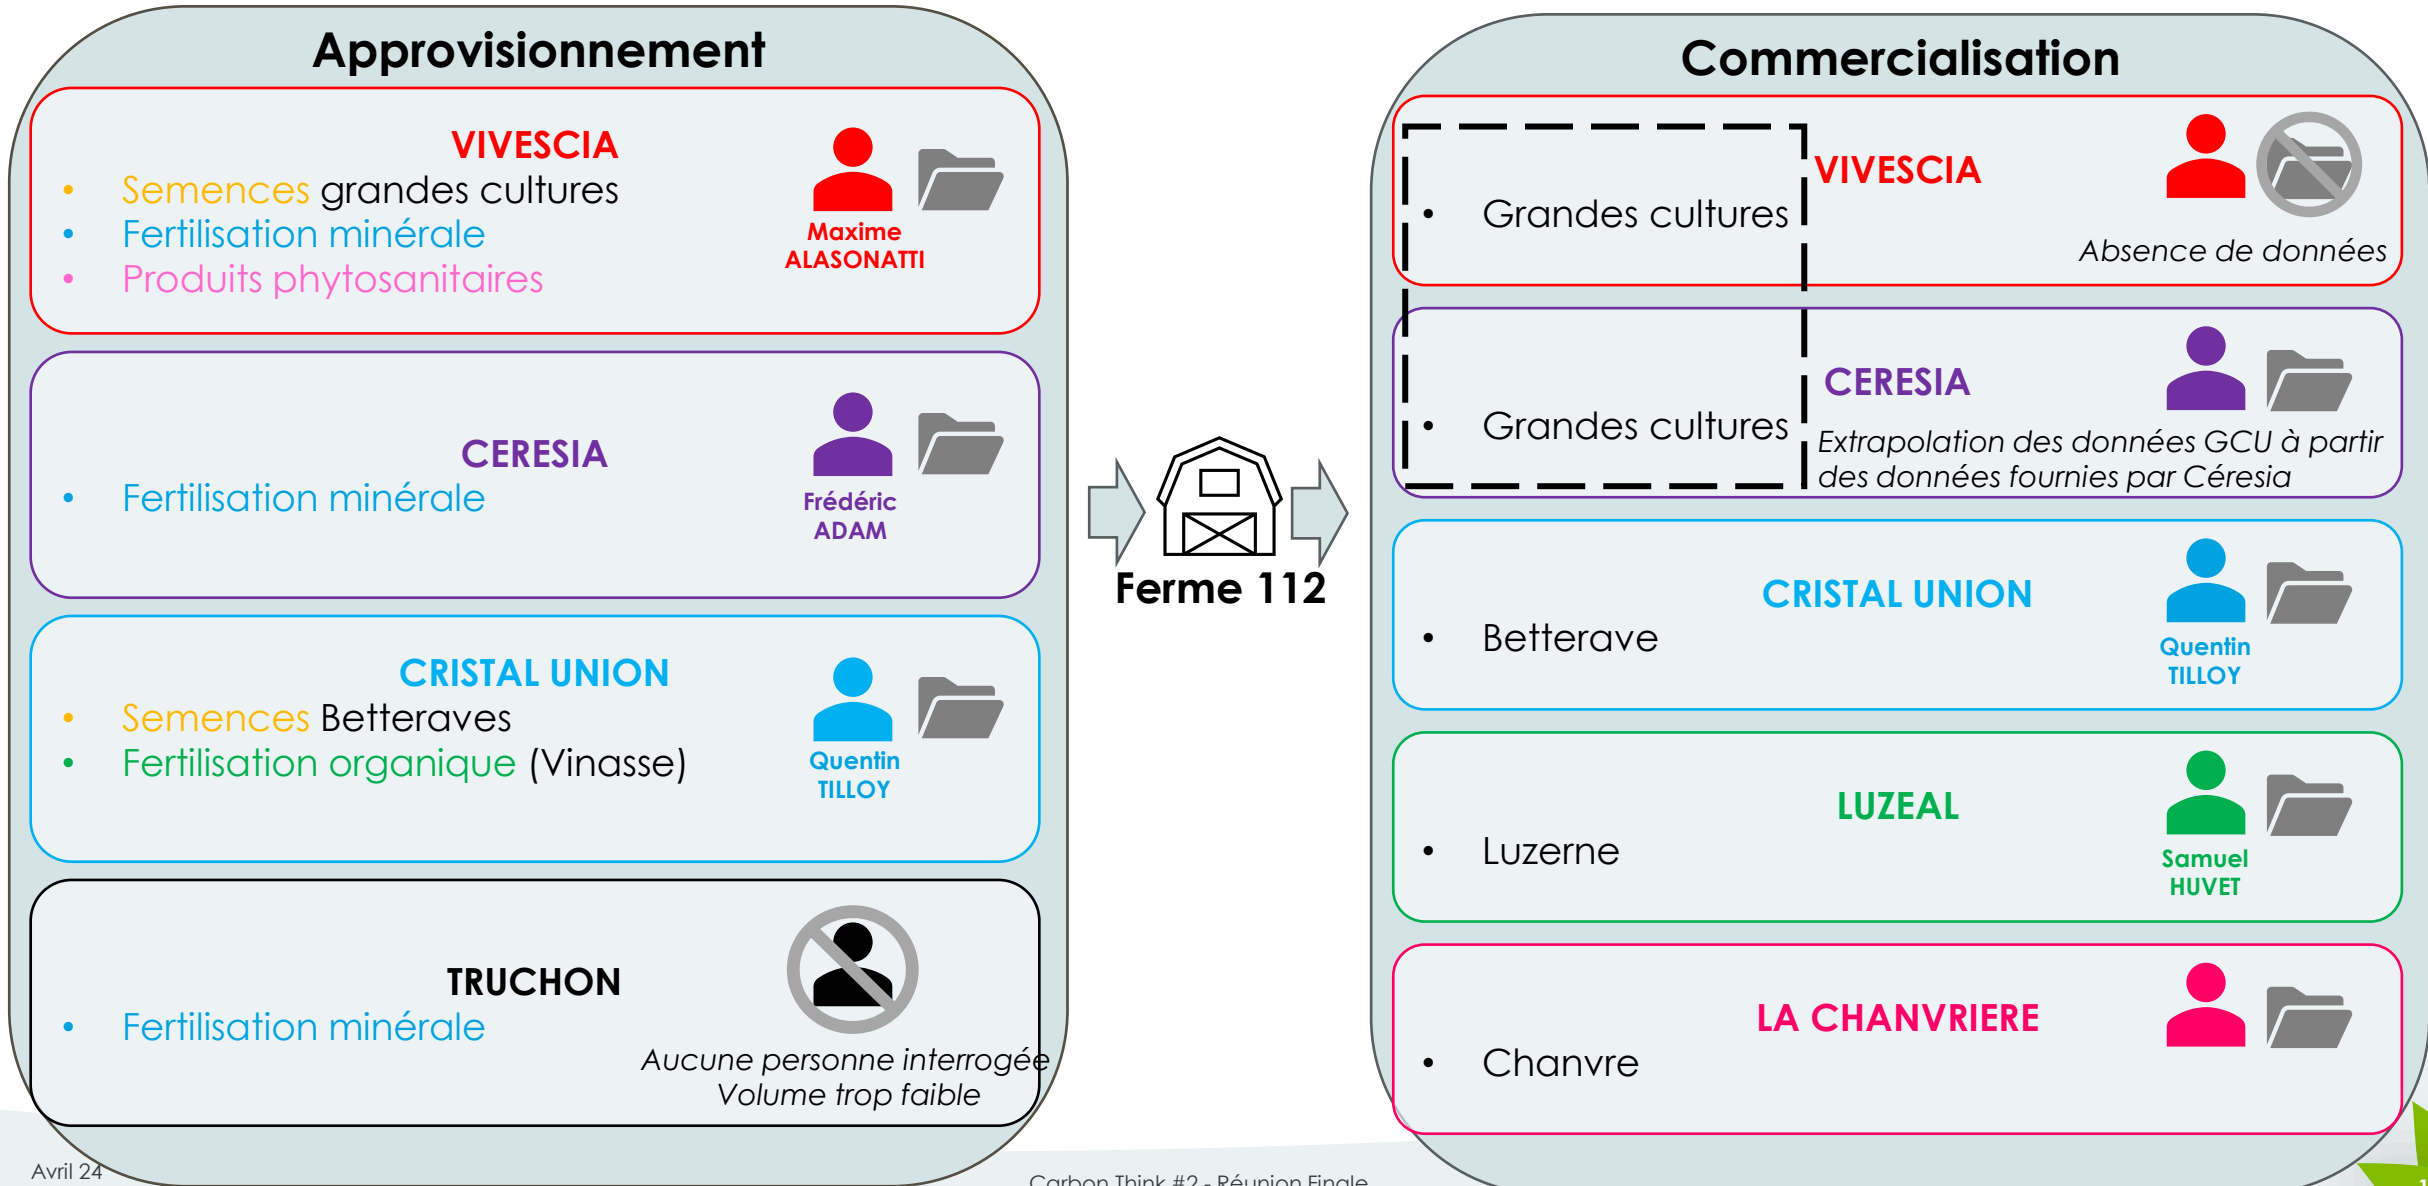 Approvisionnement
VIVESCIA
• Semences grandes cultures
• Fertilisation minérale
• Produits phytosanitaires
Maxime
ALASONATTI
CERESIA
• Fertilisation minérale
Frédéric
ADAM
CRISTAL UNION
• Semences Betteraves
• Fertilisation organique (Vinasse)
Quentin
TILLOY
TRUCHON
• Fertilisation minérale
Aucune personne interrogée
Volume trop faible
Ferme 112
Commercialisation
VIVESCIA
• Grandes cultures
Absence de données
CERESIA
• Grandes cultures
Extrapolation des données GCU à partir
des données fournies par Céresia
CRISTAL UNION
• Betterave
Quentin
TILLOY
LUZEAL
• Luzerne
Samuel
HUVET
LA CHANVRIERE
• Chanvre
Avril 24
Carbon Think #2 - Réunion Finale